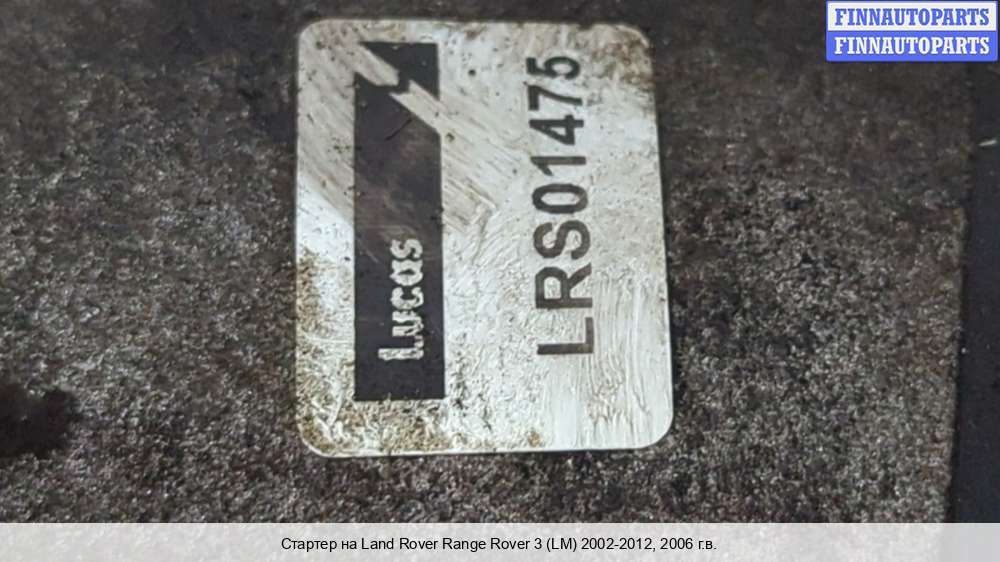 FINNAUTOPARTS
FINNAUTOPARTS
Lucas
LRS01475
Стартер на Land Rover Range Rover 3 (LM) 2002-2012, 2006 г.в.